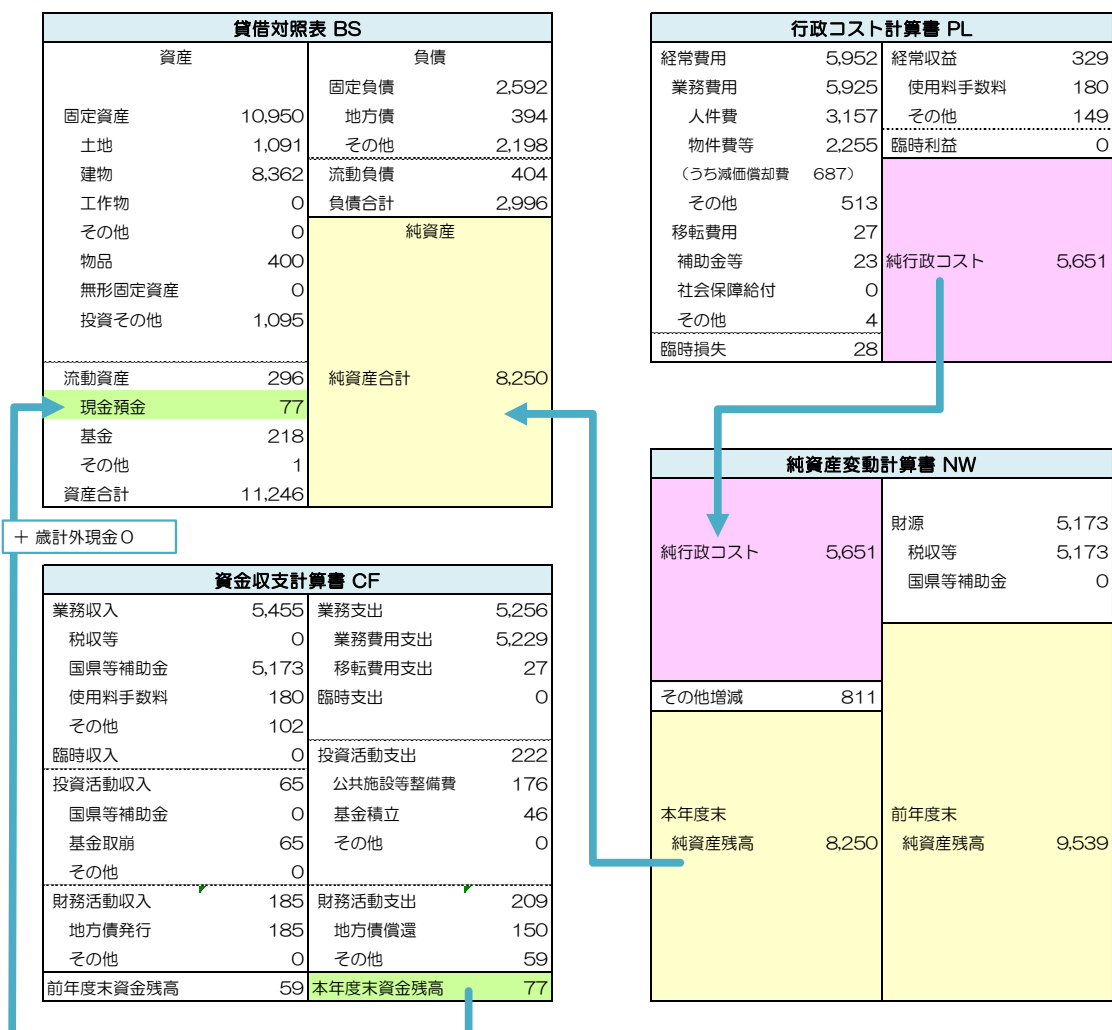 貸借対照表 BS
資産 負債
固定負債 2,592
固定資産 10,950 地方債 394
土地 1,091 その他 2,198
建物 8,362 流動負債 404
工作物 0 負債合計 2,996
その他 0 純資産
物品 400
無形固定資産 0
投資その他 1,095
流動資産 296 純資産合計 8,250
現金預金 77
基金 218
その他 1
資産合計 11,246
＋ 歳計外現金０
資金収支計算書 CF
業務収入 5,455 業務支出 5,256
税収等 0 業務費用支出 5,229
国県等補助金 5,173 移転費用支出 27
使用料手数料 180 臨時支出 0
その他 102
臨時収入 0 投資活動支出 222
投資活動収入 65 公共施設等整備費 176
国県等補助金 0 基金積立 46
基金取崩 65 その他 0
その他 0
財務活動収入 185 財務活動支出 209
地方債発行 185 地方債償還 150
その他 0 その他 59
前年度末資金残高 59 本年度末資金残高 77
行政コスト計算書 PL
経常費用 5,952 経常収益 329
業務費用 5,925 使用料手数料 180
人件費 3,157 その他 149
物件費等 2,255 臨時利益 0
（うち減価償却費 687）
その他 513
移転費用 27
補助金等 23 純行政コスト 5,651
社会保障給付 0
その他 4
臨時損失 28
純資産変動計算書 NW
財源 5,173
純行政コスト 5,651 税収等 5,173
国県等補助金 0
その他増減 811
本年度末 前年度末
純資産残高 8,250 純資産残高 9,539